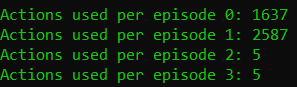 Actions used per episode 0: 1637
Actions used per episode 1: 2587
Actions used per episode 2: 5
Actions used per episode 3: 5